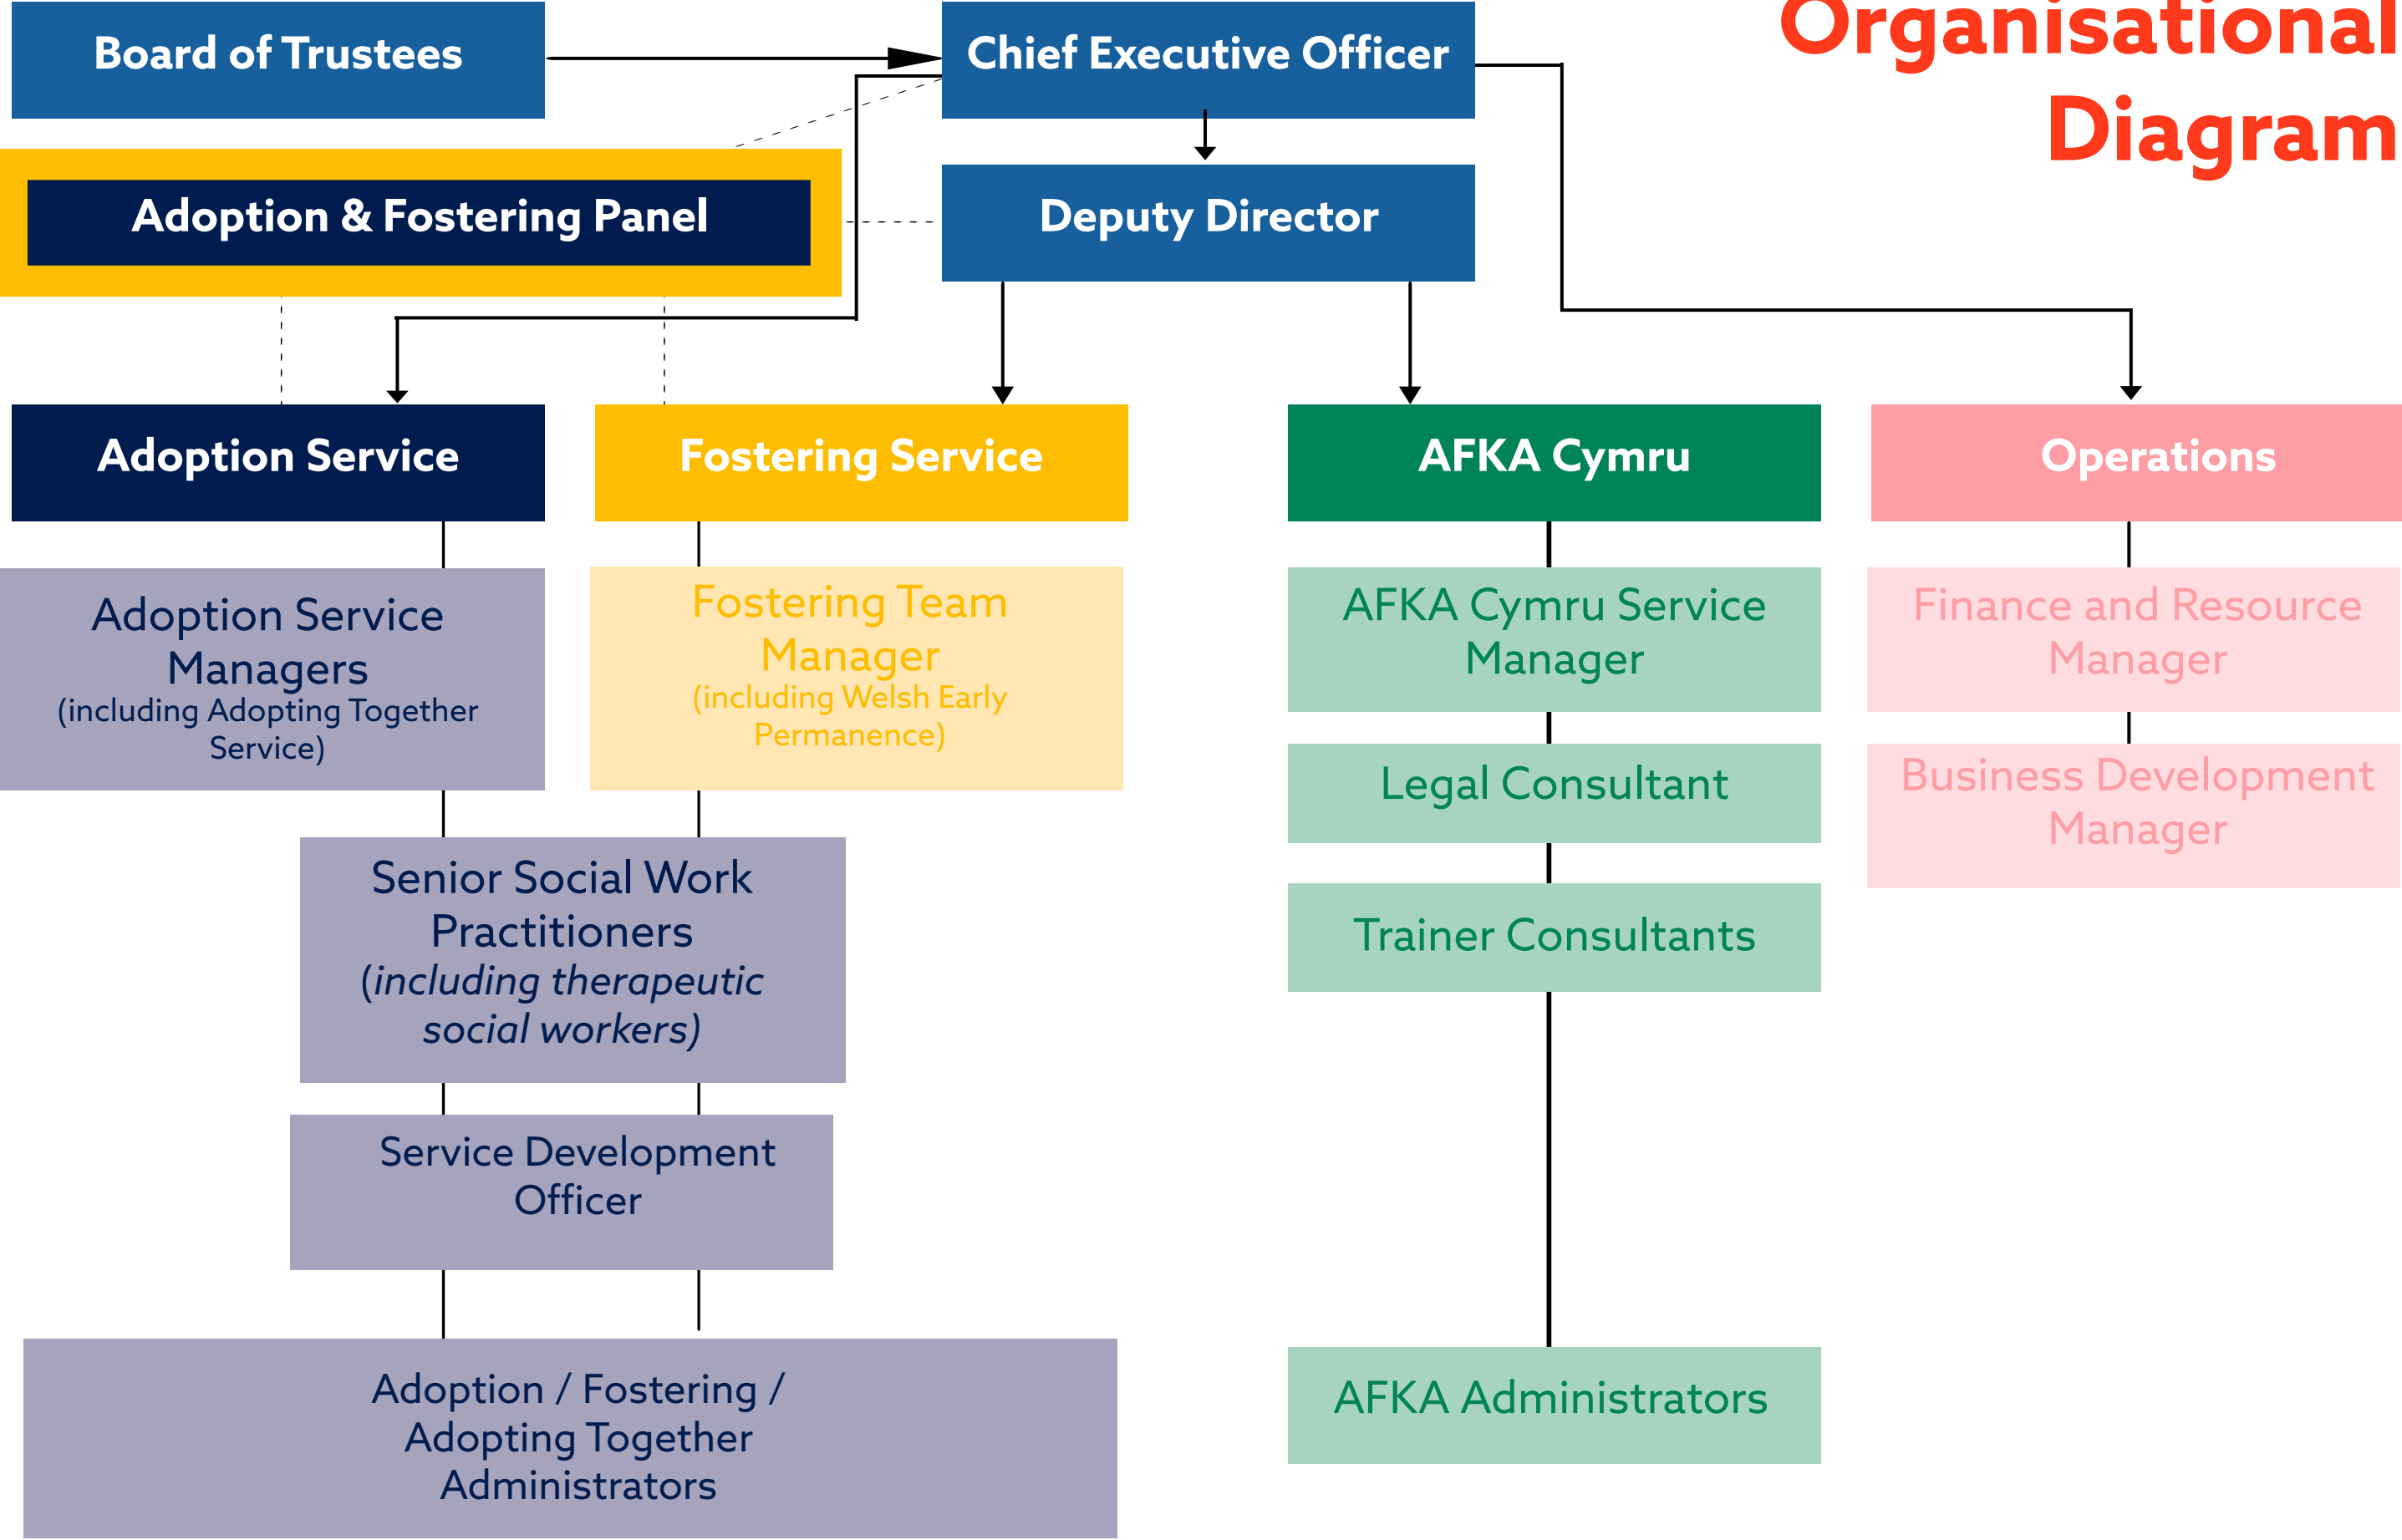 Organisational
Diagram
Board of Trustees
Chief Executive Officer
Adoption & Fostering Panel
Deputy Director
Adoption Service
Fostering Service
AFKA Cymru
Operations
Adoption Service
Managers
(including Adopting Together
Service)
Fostering Team
Manager
(including Welsh Early
Permanence)
AFKA Cymru Service
Manager
Finance and Resource
Manager
Legal Consultant
Business Development
Manager
Senior Social Work
Practitioners
(including therapeutic
social workers)
Trainer Consultants
Service Development
Officer
Adoption / Fostering /
Adopting Together
Administrators
AFKA Administrators